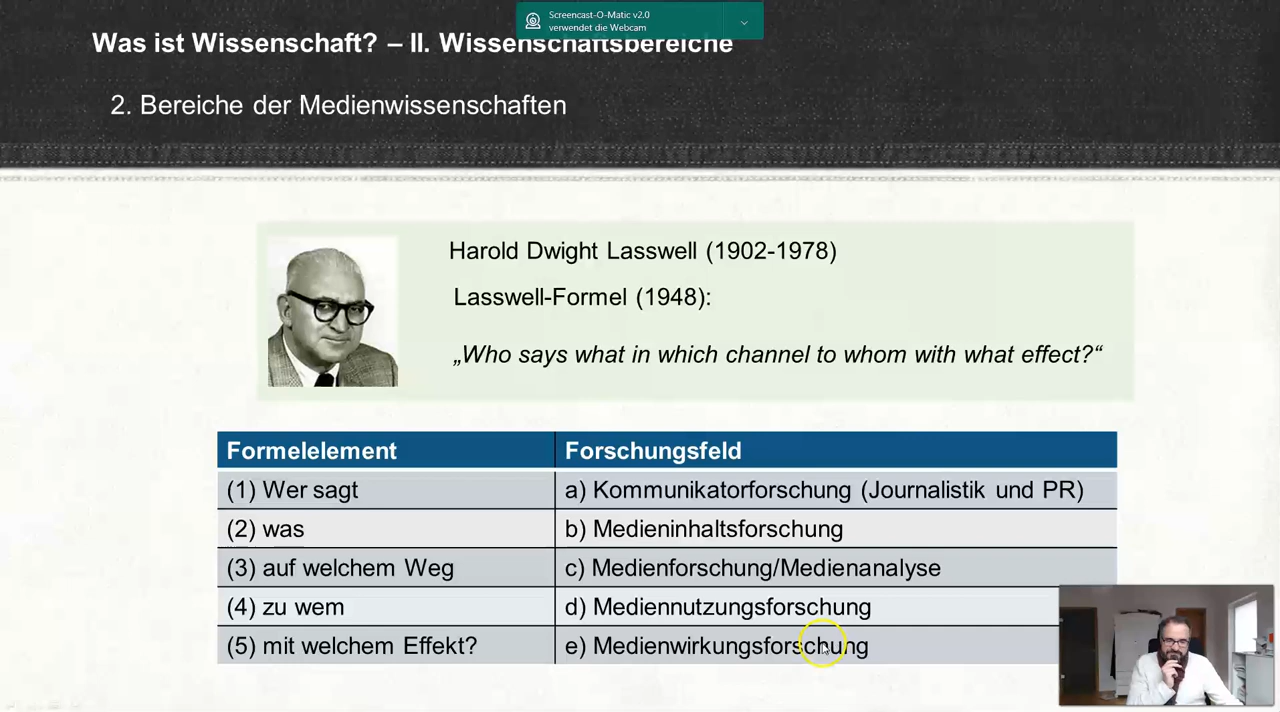 Screencast-O-Matic v2.0
verwendet die Webcam
Was ist Wissenschaft? – II. Wissenschaftsbereiche
2. Bereiche der Medienwissenschaften
Harold Dwight Lasswell (1902-1978)
Lasswell-Formel (1948):
„Who says what in which channel to whom with what effect?“
Formelelement Forschungsfeld
(1) Wer sagt a) Kommunikatorforschung (Journalistik und PR)
(2) was b) Medieninhaltsforschung
(3) auf welchem Weg c) Medienforschung/Medienanalyse
(4) zu wem d) Mediennutzungsforschung
(5) mit welchem Effekt? e) Medienwirkungsforschung